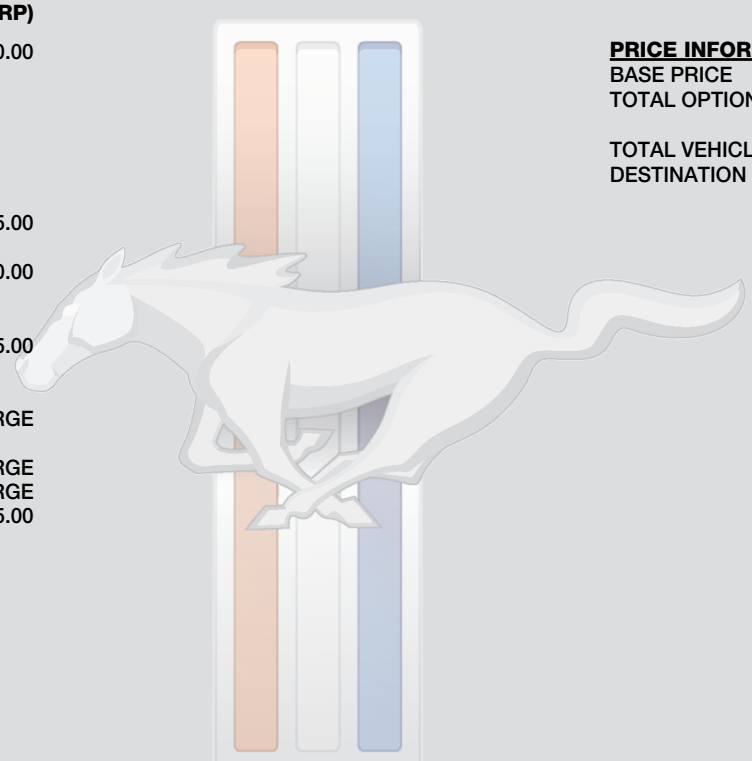 RP)
0.00
5.00
0.00
5.00
RGE
RGE
RGE
5.00
PRICE INFOR
BASE PRICE
TOTAL OPTION
TOTAL VEHICL
DESTINATION